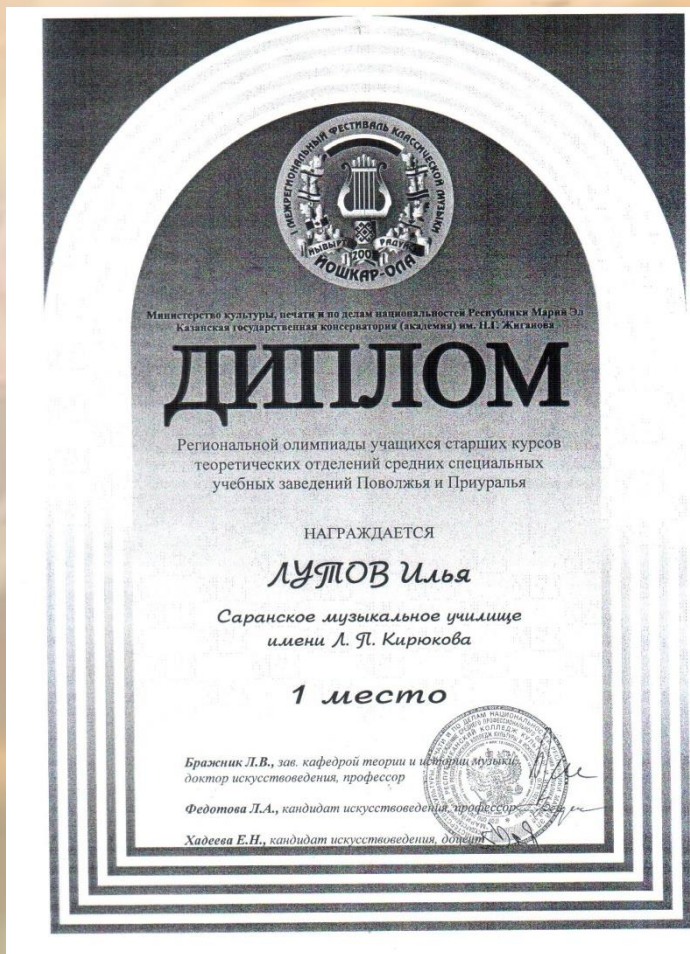 I МЕЖРЕГИОНАЛЬНЫЙ ФЕСТИВАЛЬ КЛАССИЧЕСКОЙ МУЗЫКИ
ЙОШКАР-ОЛА
Министерство культуры, печати и по делам национальностей Республики Марий Эл
Казанская государственная консерватория (академия) им. Н.Г. Жиганова
ДИПЛОМ
Региональной олимпиады учащихся старших курсов
теоретических отделений средних специальных
учебных заведений Поволжья и Приуралья
НАГРАЖДАЕТСЯ
ЛУТОВ Илья
Саранское музыкальное училище
имени Л. П. Кирюкова
1 место
Бражник Л.В., зав. кафедрой теории и истории музыки,
доктор искусствоведения, профессор
Федотова Л.А., кандидат искусствоведения, профессор
Хадеева Е.Н., кандидат искусствоведения, доцент